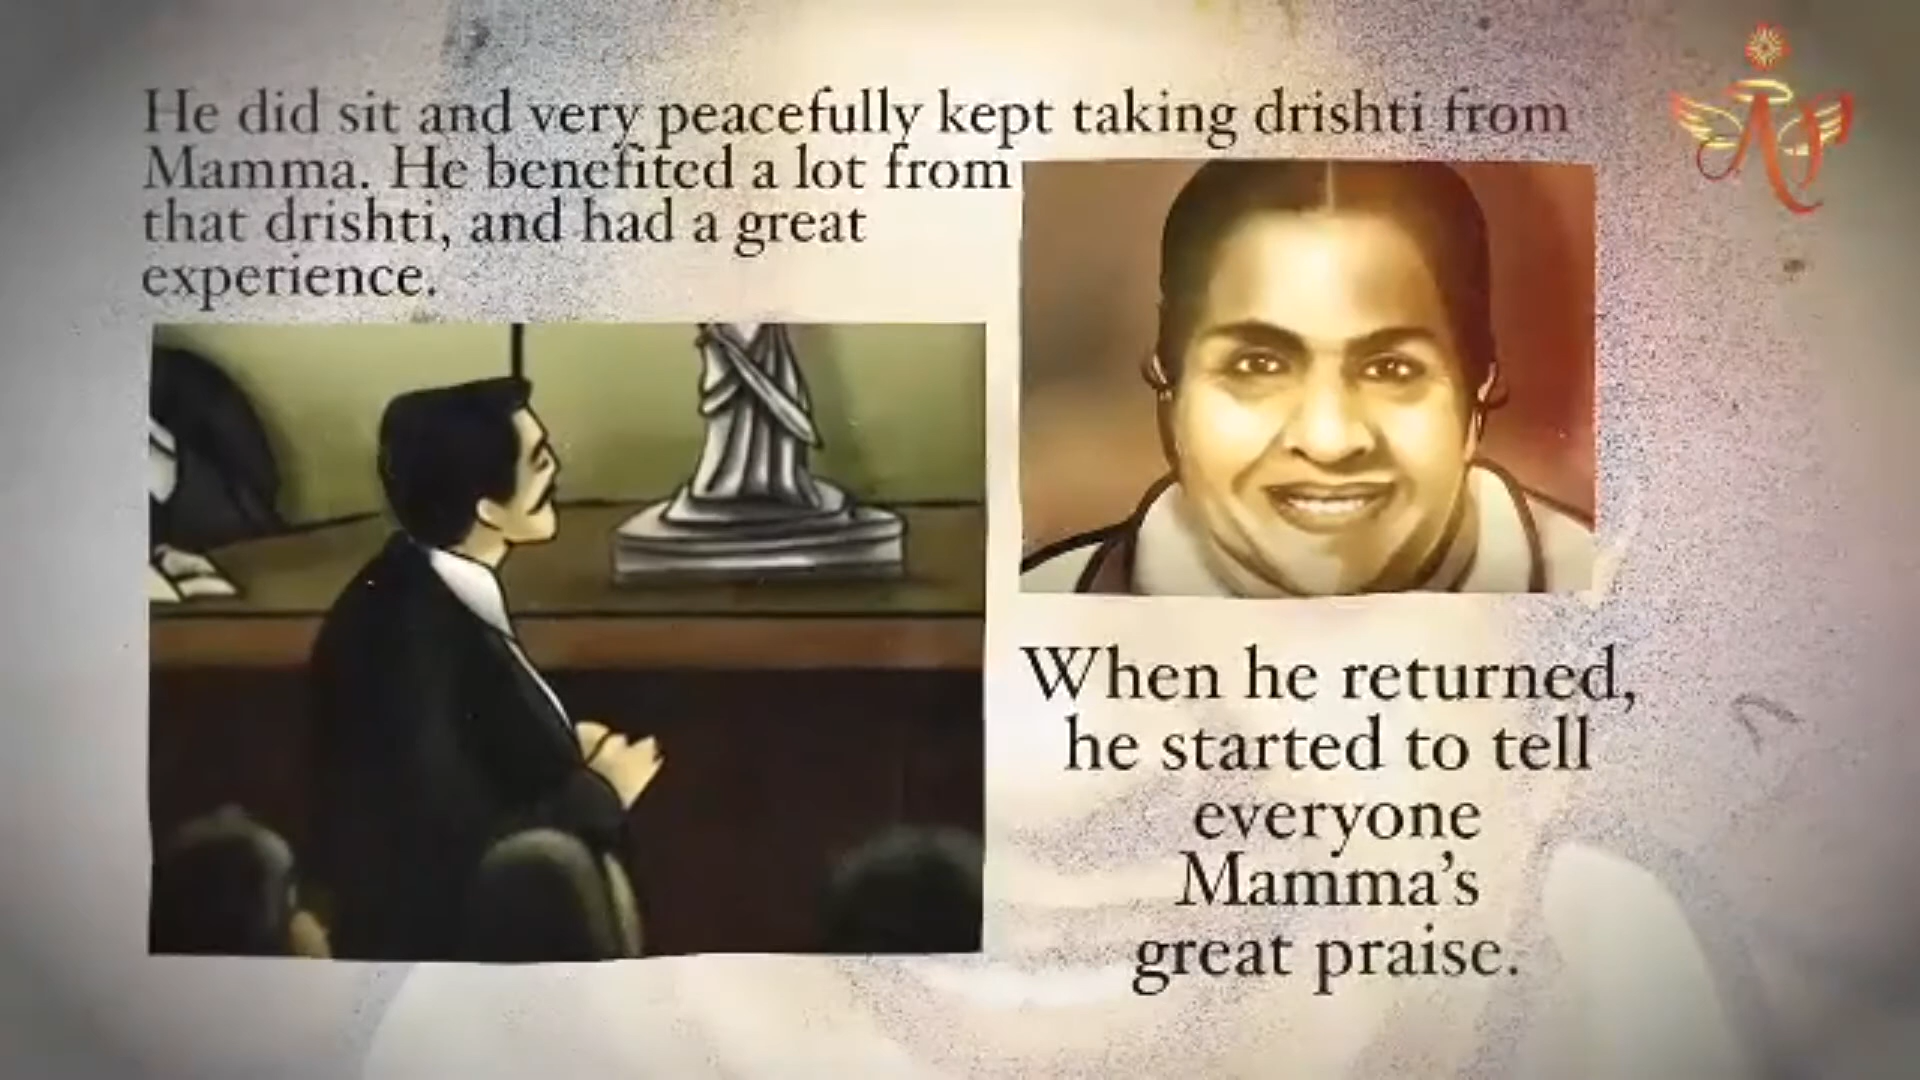 He did sit and very peacefully kept taking drishti from
Mamma. He benefited a lot from
that drishti, and had a great
experience.
When he returned,
he started to tell
everyone
Mamma's
great praise.